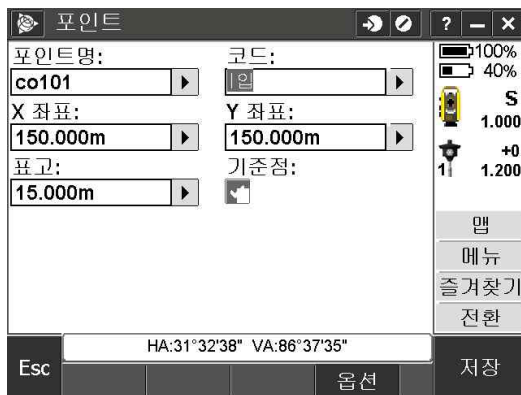 포인트
? – ×
포인트명: 코드:
co101
X 좌표: Y 좌표:
150.000m 150.000m
표고: 기준점:
15.000m
100%
40%
S
1.000
+0
1 1.200
맵
메뉴
즐겨찾기
전환
HA:31°32'38" VA:86°37'35"
Esc 옵션 저장